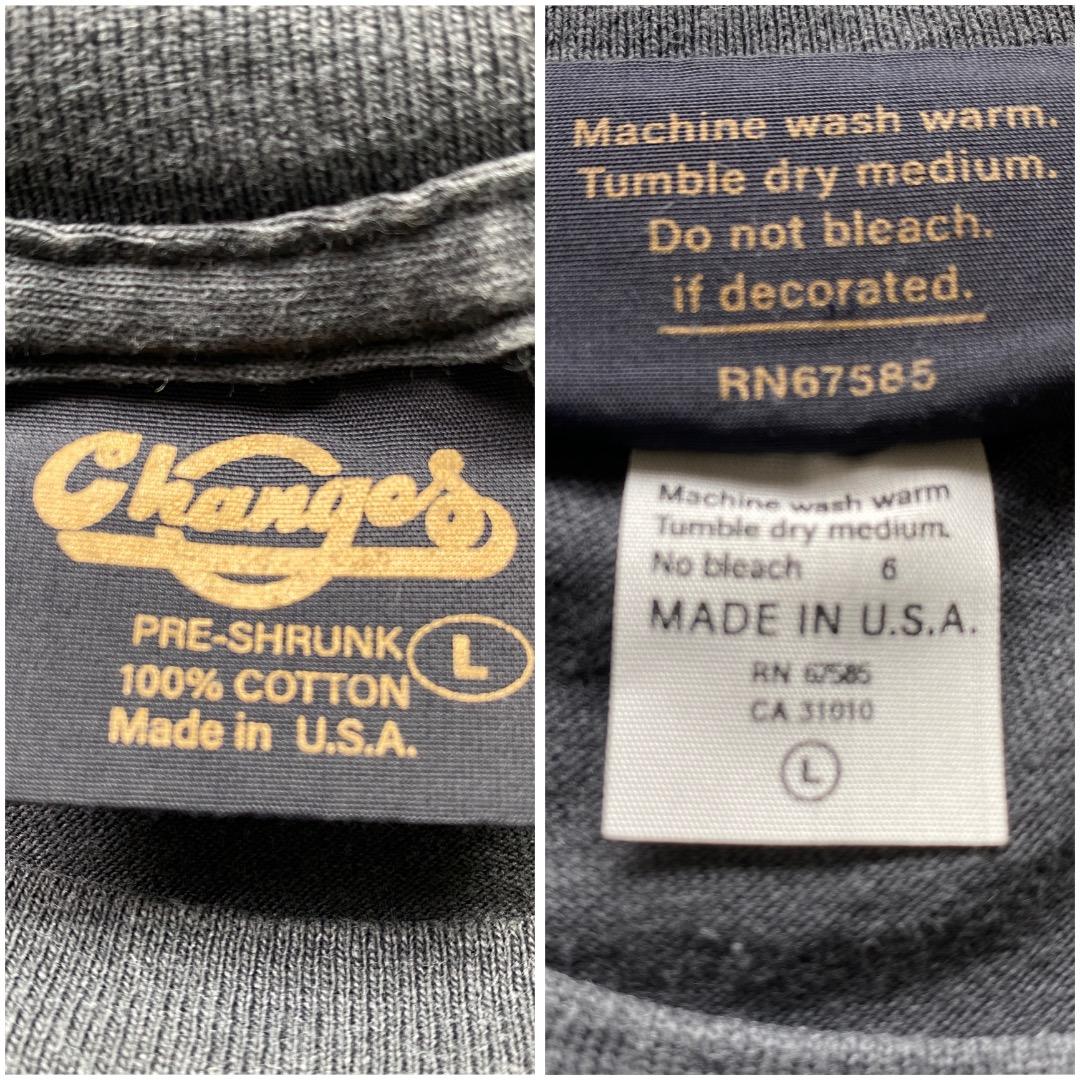 Changes
PRE-SHRUNK
100% COTTON
L
Made in U.S.A.
Machine wash warm.
Tumble dry medium.
Do not bleach.
if decorated.
RN67585
Machine wash warm
Tumble dry medium.
No bleach 6
MADE IN U.S.A.
RN 67585
CA 31010
L